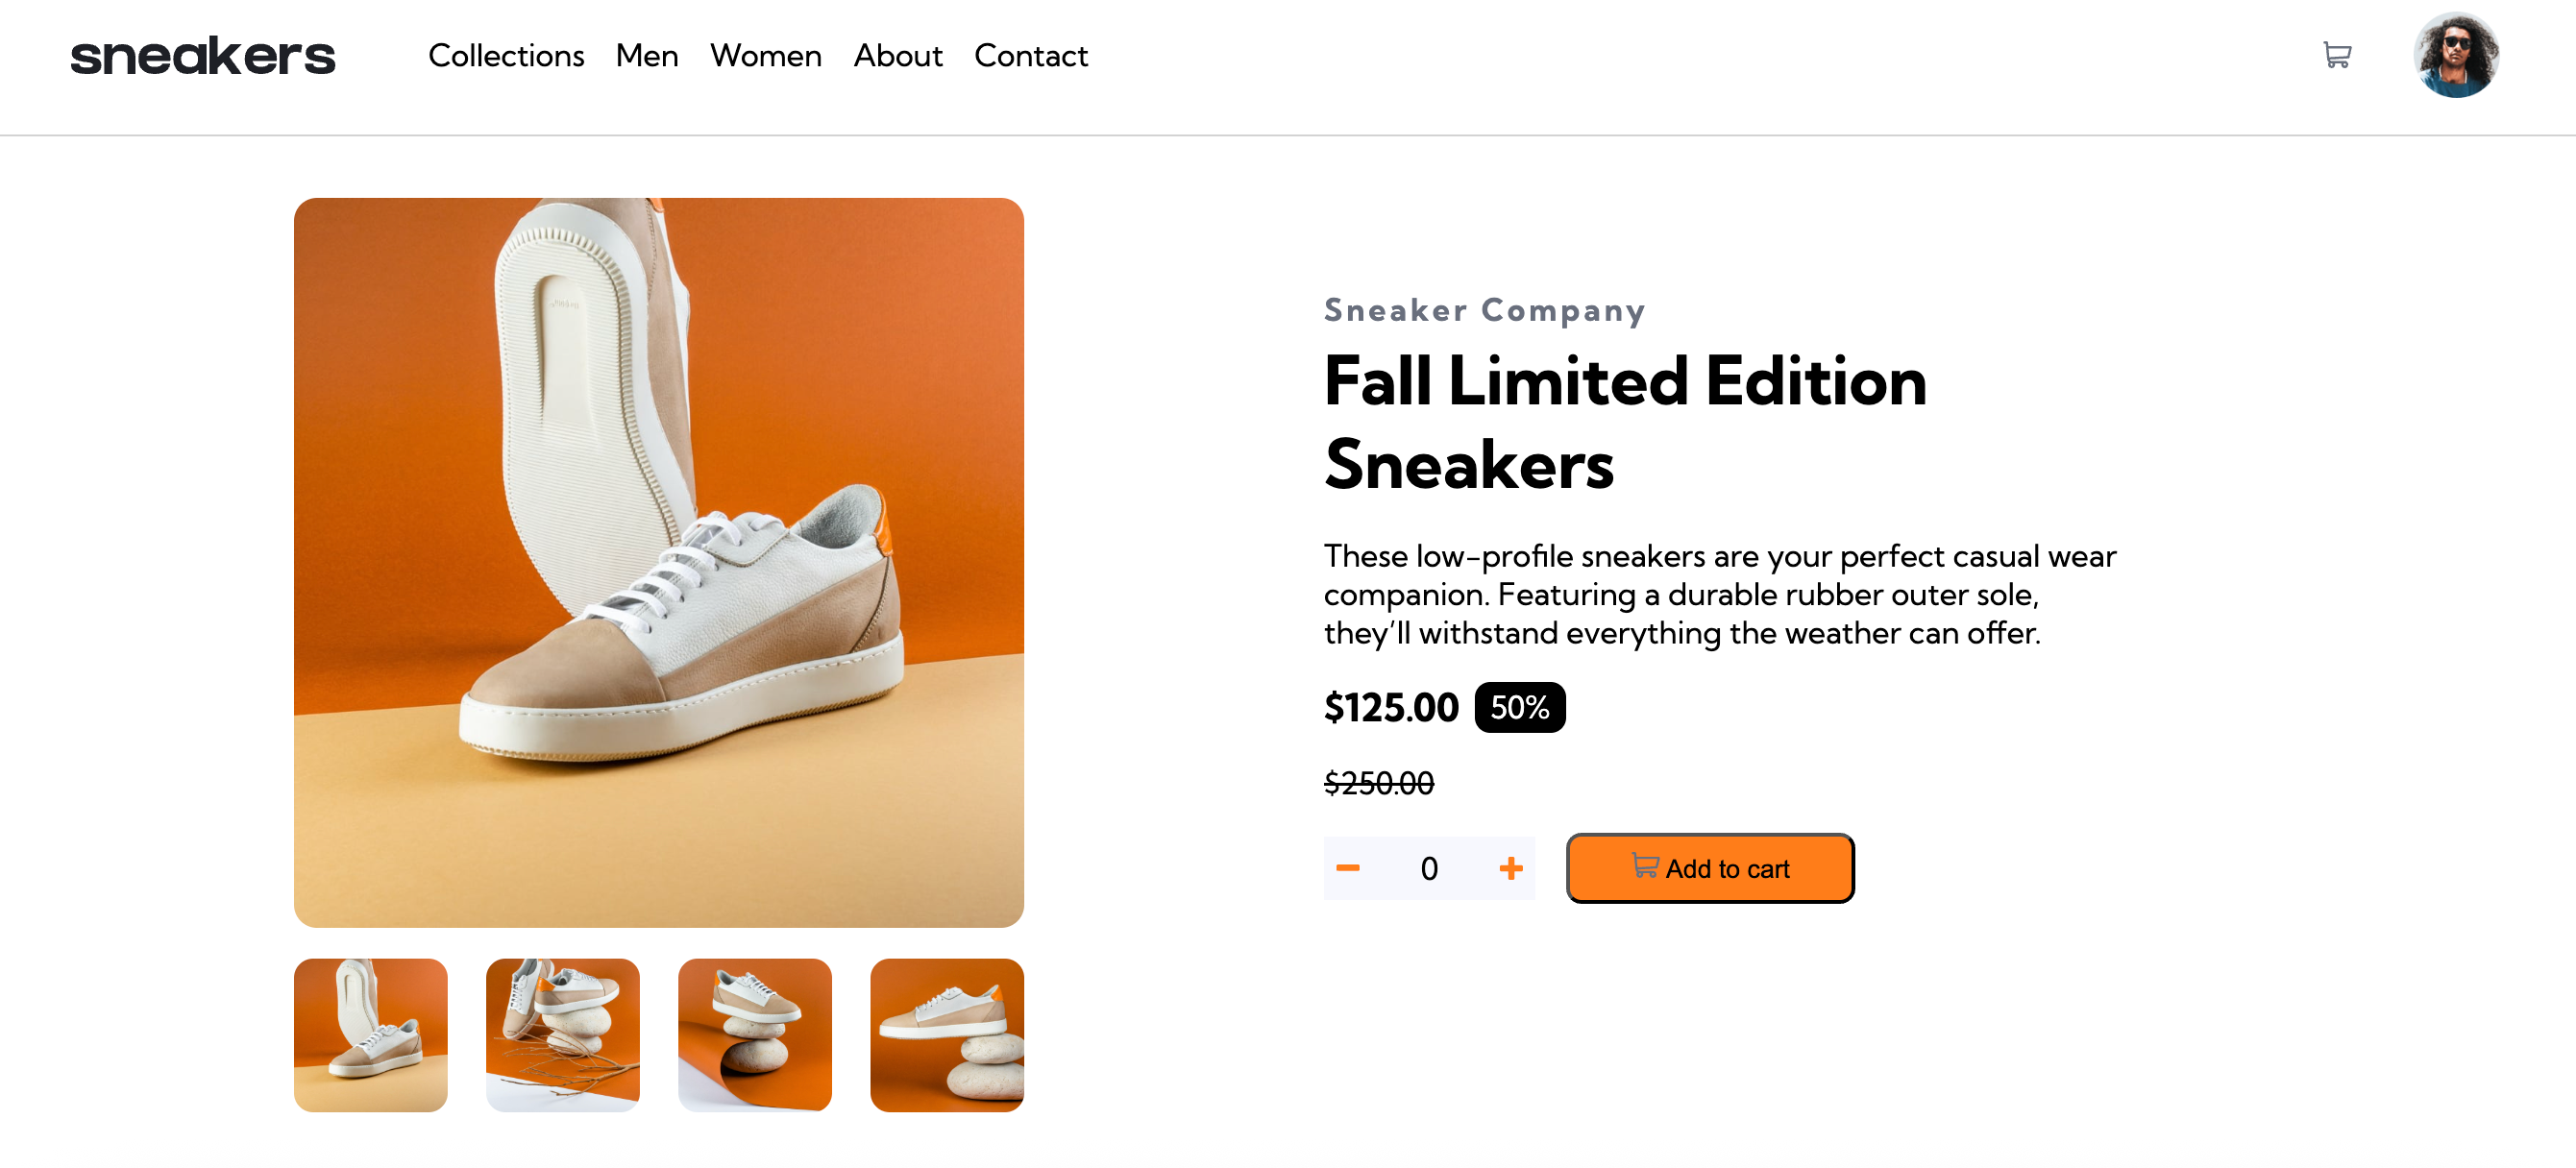 sneakers Collections Men Women About Contact
Sneaker Company
Fall Limited Edition
Sneakers
These low-profile sneakers are your perfect casual wear
companion. Featuring a durable rubber outer sole,
they’ll withstand everything the weather can offer.
$125.00 50%
$250.00
0 Add to cart